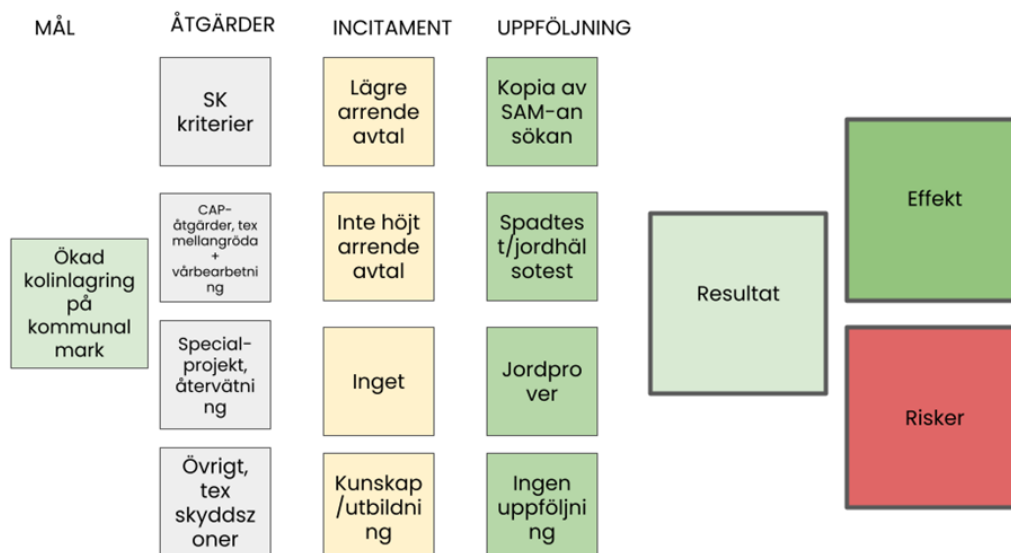 MÅL
ÅTGÄRDER
INCITAMENT
UPPFÖLJNING
Ökad
kolinlagring
på
kommunal
mark
SK
kriterier
CAP-
åtgärder, tex
mellangröda
+
vårbearbetni
ng
Special-
projekt,
återvätni
ng
Övrigt,
tex
skyddsz
oner
Lägre
arrende
avtal
Inte höjt
arrende
avtal
Inget
Kunskap
/utbildni
ng
Kopia av
SAM-an
sökan
Spadtes
t/jordhäl
sotest
Jordpro
ver
Ingen
uppföljni
ng
Resultat
Effekt
Risker